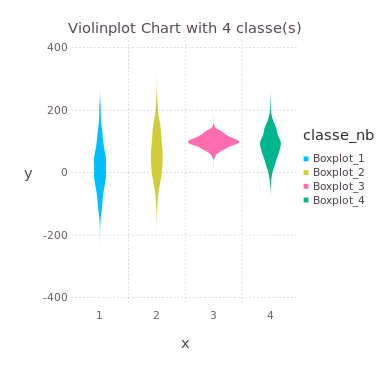 Violinplot Chart with 4 classe(s)
400
200
0
-200
-400
y
1 2 3 4
x
classe_nb
Boxplot_1
Boxplot_2
Boxplot_3
Boxplot_4